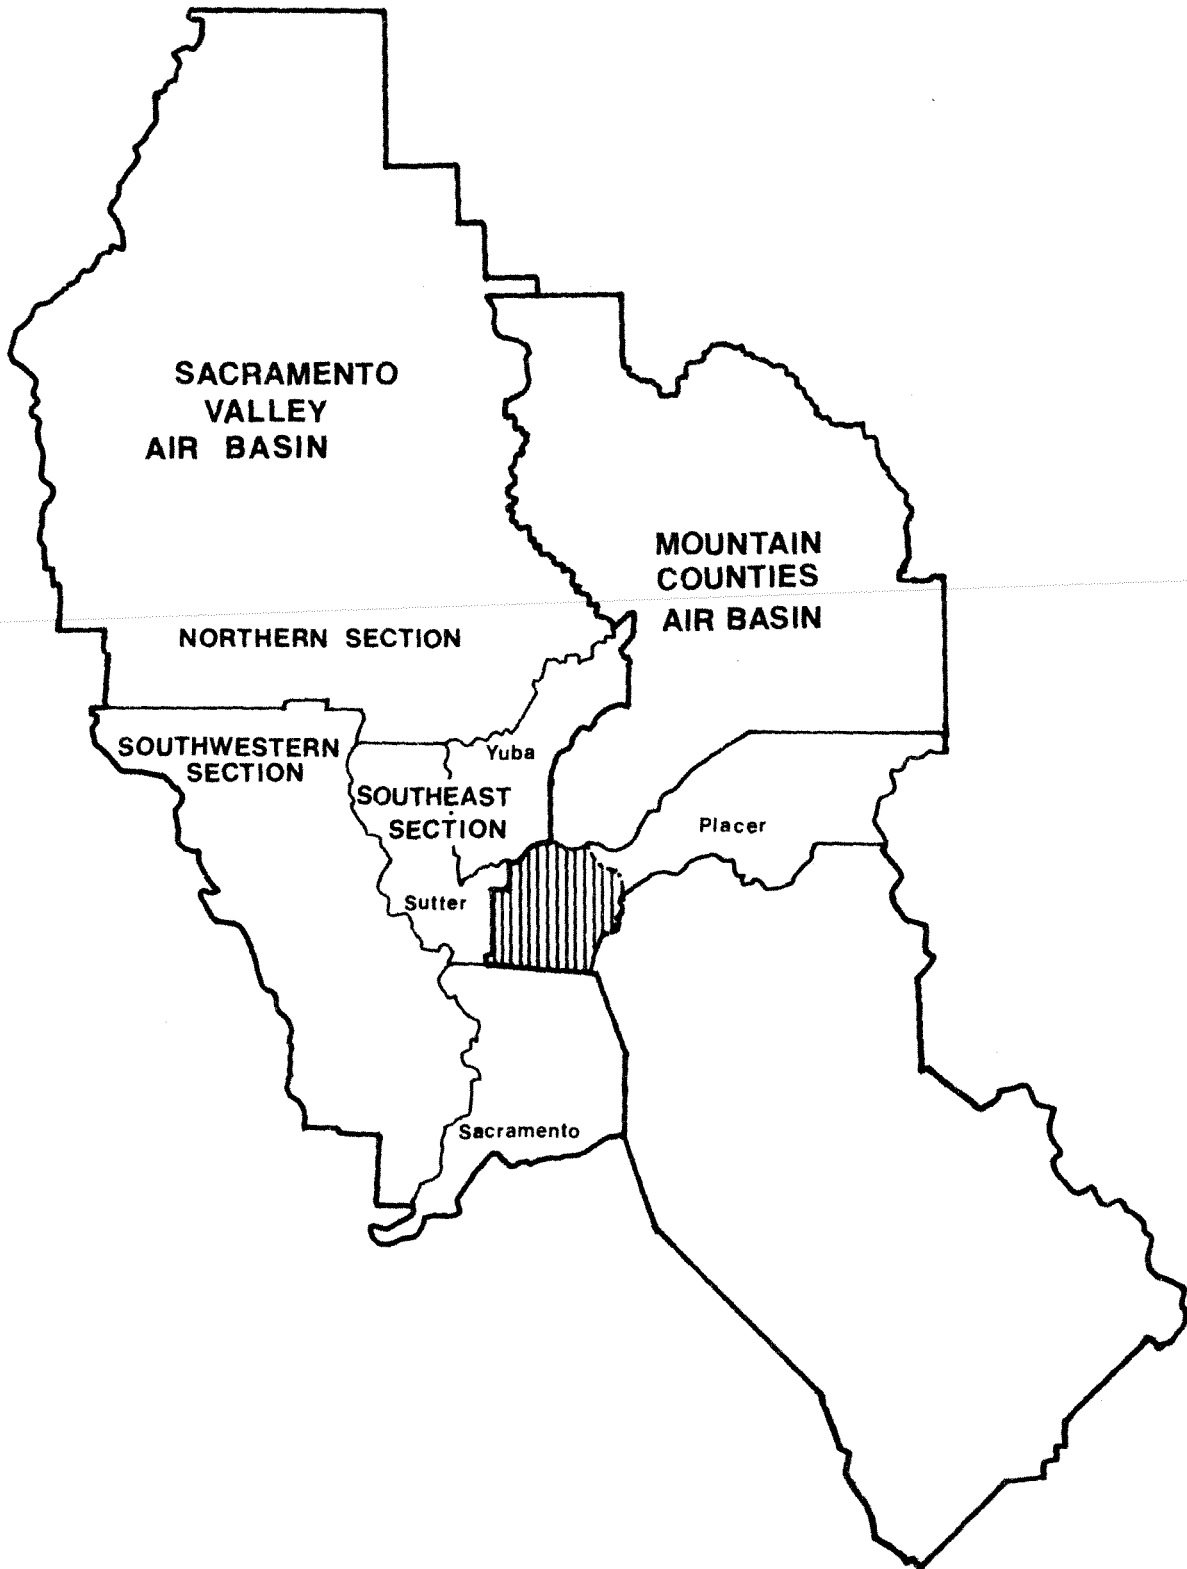 SACRAMENTO
VALLEY
AIR BASIN
MOUNTAIN
COUNTIES
AIR BASIN
NORTHERN SECTION
SOUTHWESTERN
SECTION
Yuba
SOUTHEAST
SECTION
Placer
Sutter
Sacramento